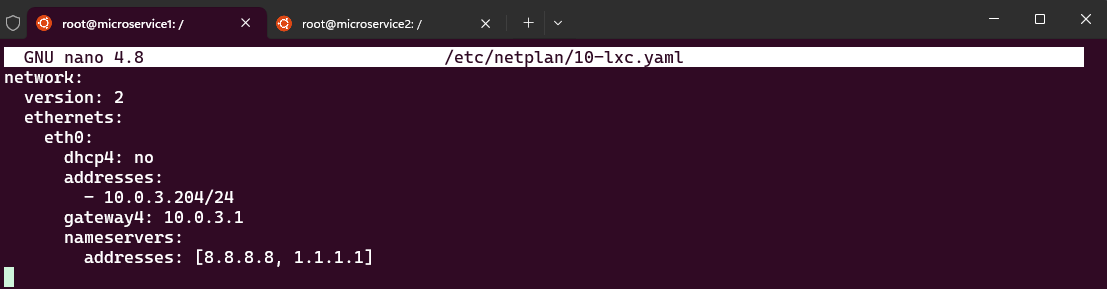 root@microservice1: /
root@microservice2: /
GNU nano 4.8 /etc/netplan/10-lxc.yaml
network:
  version: 2
  ethernets:
    eth0:
      dhcp4: no
      addresses:
        - 10.0.3.204/24
      gateway4: 10.0.3.1
      nameservers:
        addresses: [8.8.8.8, 1.1.1.1]